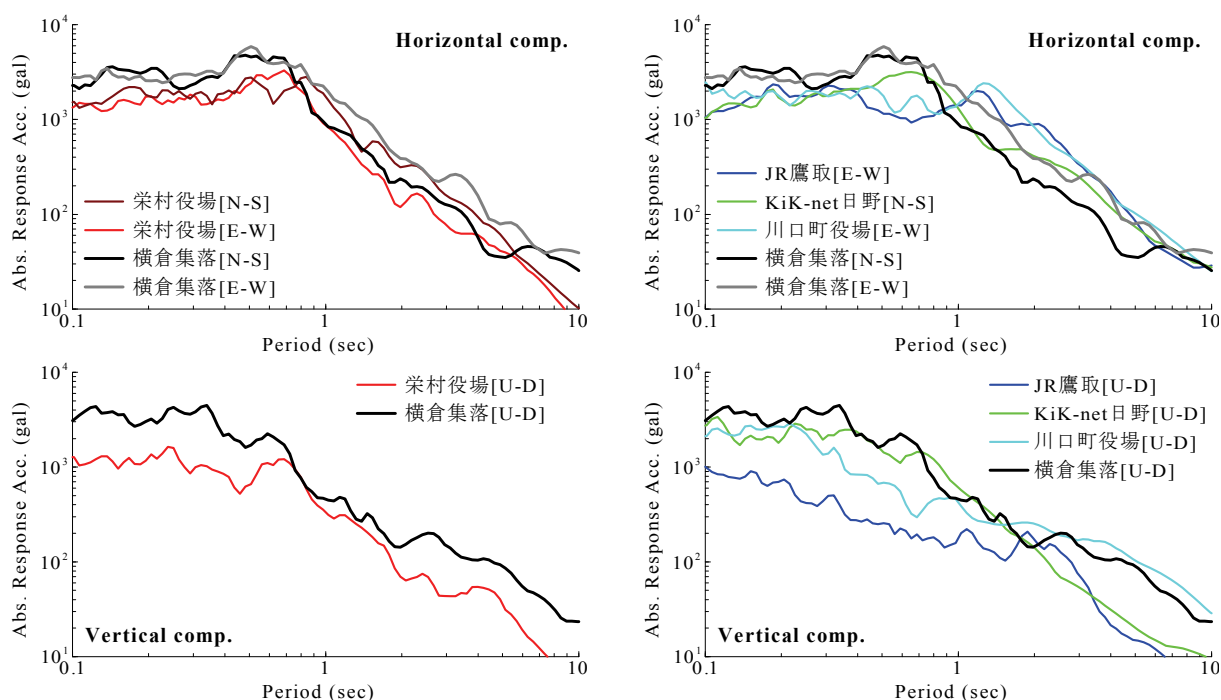 Horizontal comp.
Abs. Response Acc. (gal)
10^4
10^3
10^2
10^1
栄村役場[N-S]
栄村役場[E-W]
横倉集落[N-S]
横倉集落[E-W]
0.1
1
10
Period (sec)
Horizontal comp.
Abs. Response Acc. (gal)
10^4
10^3
10^2
10^1
JR鷹取[E-W]
KiK-net日野[N-S]
川口町役場[E-W]
横倉集落[N-S]
横倉集落[E-W]
0.1
1
10
Period (sec)
Abs. Response Acc. (gal)
10^4
10^3
10^2
10^1
栄村役場[U-D]
横倉集落[U-D]
Vertical comp.
0.1
1
10
Period (sec)
Abs. Response Acc. (gal)
10^4
10^3
10^2
10^1
JR鷹取[U-D]
KiK-net日野[U-D]
川口町役場[U-D]
横倉集落[U-D]
Vertical comp.
0.1
1
10
Period (sec)